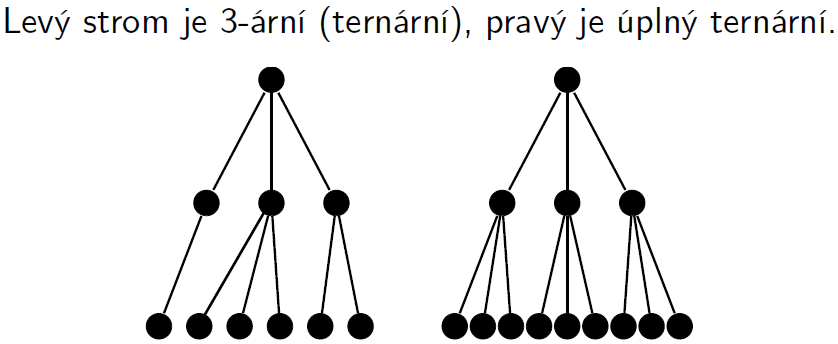 Levý strom je 3-ární (ternární), pravý je úplný ternární.